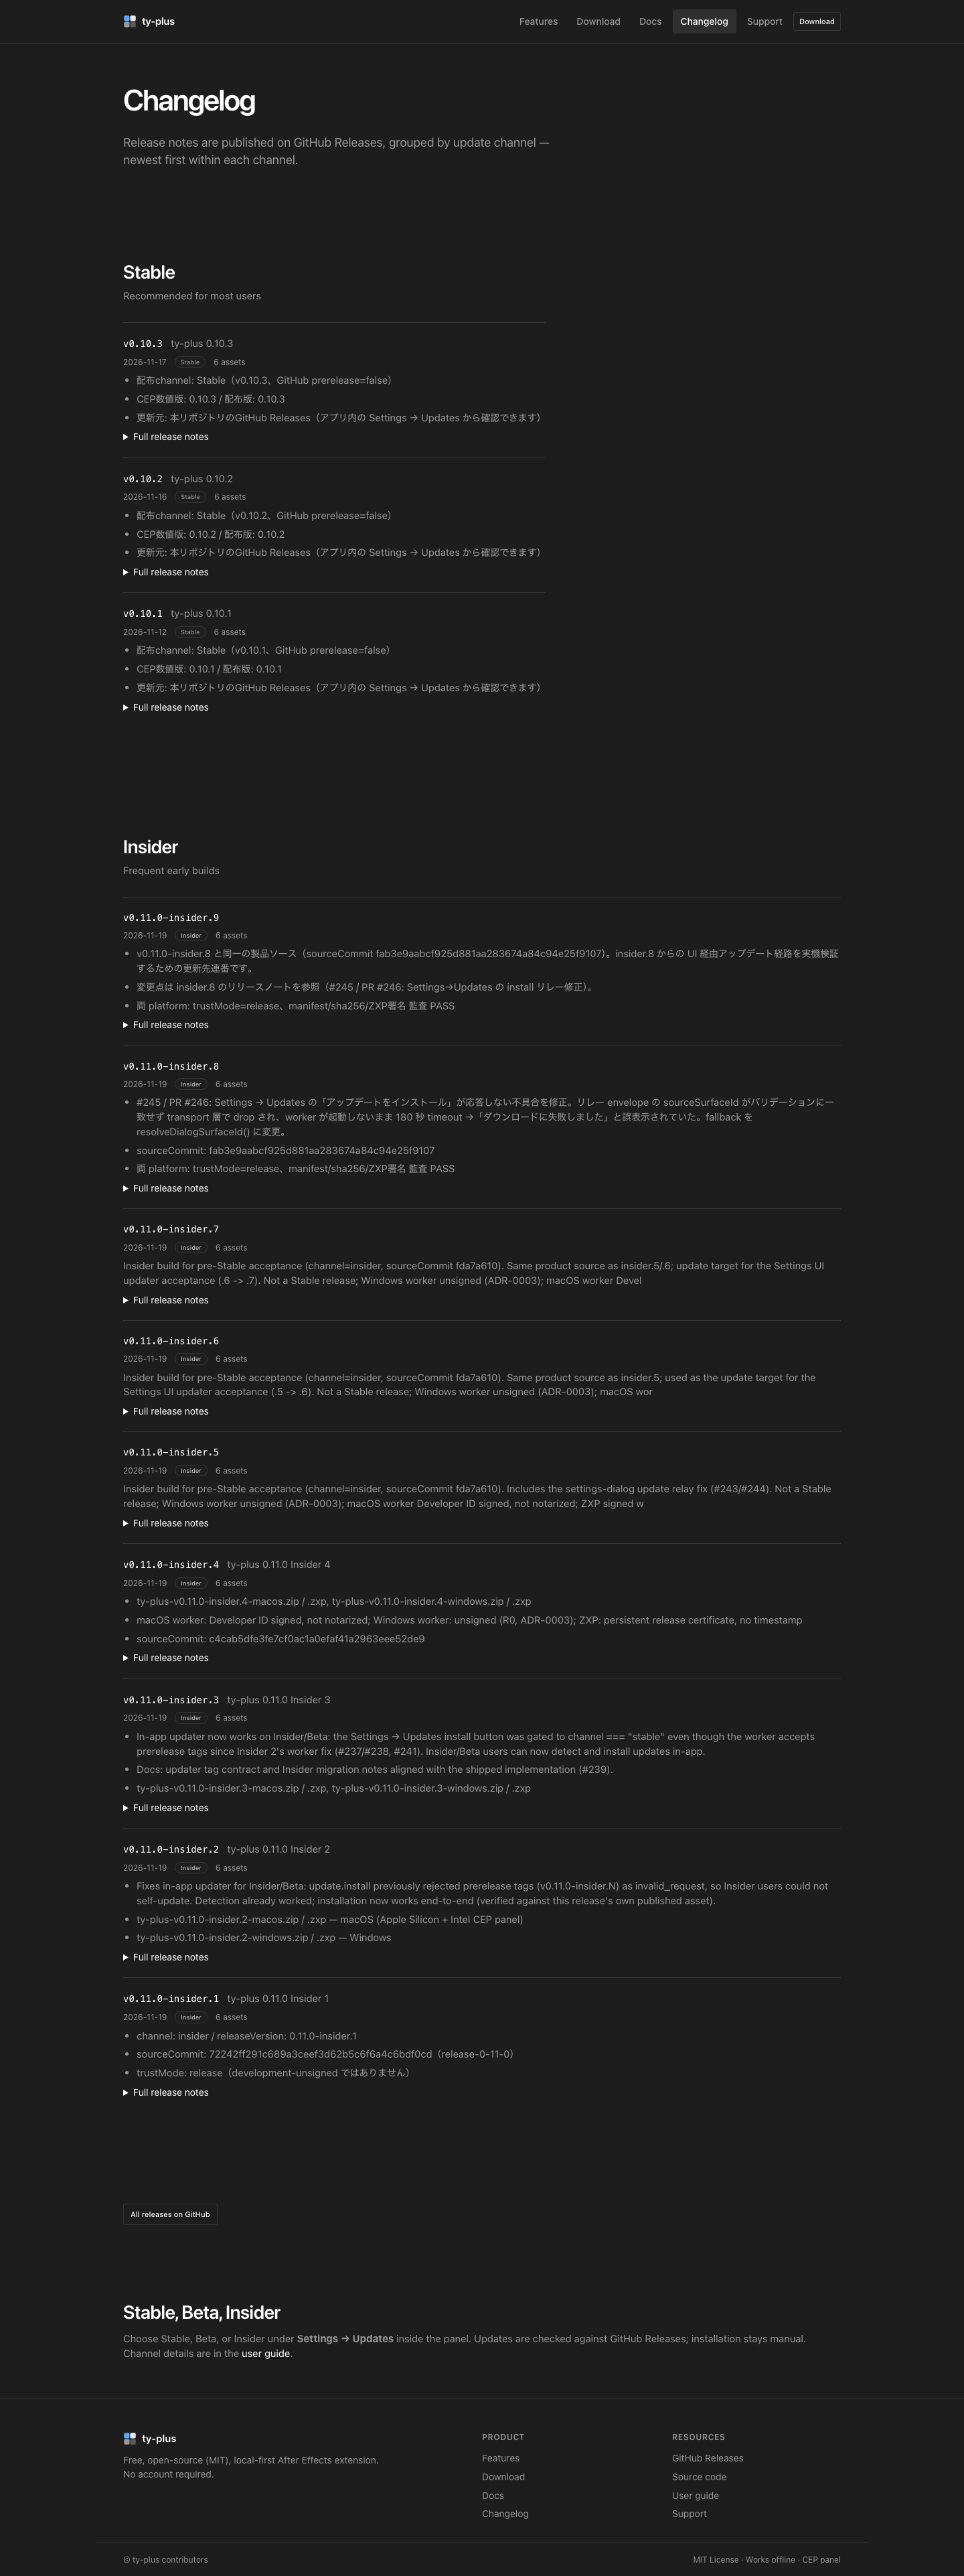 ty-plus
Features
Download
Docs
Changelog
Support
Download
Changelog
Release notes are published on GitHub Releases, grouped by update channel —
newest first within each channel.
Stable
Recommended for most users
v0.10.3 ty-plus 0.10.3
2026-11-17 Stable 6 assets
• 配布channel: Stable（v0.10.3、GitHub prerelease=false）
• CEP数値版: 0.10.3 / 配布版: 0.10.3
• 更新元: 本リポジトリのGitHub Releases（アプリ内の Settings → Updates から確認できます）
▶ Full release notes
v0.10.2 ty-plus 0.10.2
2026-11-16 Stable 6 assets
• 配布channel: Stable（v0.10.2、GitHub prerelease=false）
• CEP数値版: 0.10.2 / 配布版: 0.10.2
• 更新元: 本リポジトリのGitHub Releases（アプリ内の Settings → Updates から確認できます）
▶ Full release notes
v0.10.1 ty-plus 0.10.1
2026-11-12 Stable 6 assets
• 配布channel: Stable（v0.10.1、GitHub prerelease=false）
• CEP数値版: 0.10.1 / 配布版: 0.10.1
• 更新元: 本リポジトリのGitHub Releases（アプリ内の Settings → Updates から確認できます）
▶ Full release notes
Insider
Frequent early builds
v0.11.0-insider.9
2026-11-19 Insider 6 assets
• v0.11.0-insider.8 と同一の製品ソース（sourceCommit fab3e9aabcf925d881aa283674a84c94e25f9107）。insider.8 からの UI 経由アップデート経路を実機検証
するための更新先連番です。
• 変更点は insider.8 のリリースノートを参照（#245 / PR #246: Settings→Updates の install リレー修正）。
• 両 platform: trustMode=release、manifest/sha256/ZXP署名 監査 PASS
▶ Full release notes
v0.11.0-insider.8
2026-11-19 Insider 6 assets
• #245 / PR #246: Settings → Updates の「アップデートをインストール」が応答しない不具合を修正。リレー envelope の sourceSurfaceId がバリデーションに一
致せず transport 層で drop され、worker が起動しないまま 180 秒 timeout →「ダウンロードに失敗しました」と誤表示されていた。fallback を
resolveDialogSurfaceId() に変更。
• sourceCommit: fab3e9aabcf925d881aa283674a84c94e25f9107
• 両 platform: trustMode=release、manifest/sha256/ZXP署名 監査 PASS
▶ Full release notes
v0.11.0-insider.7
2026-11-19 Insider 6 assets
Insider build for pre-Stable acceptance (channel=insider, sourceCommit fda7a610). Same product source as insider.5/.6; update target for the Settings UI
updater acceptance (.6 -> .7). Not a Stable release; Windows worker unsigned (ADR-0003); macOS worker Devel
▶ Full release notes
v0.11.0-insider.6
2026-11-19 Insider 6 assets
Insider build for pre-Stable acceptance (channel=insider, sourceCommit fda7a610). Same product source as insider.5; used as the update target for the
Settings UI updater acceptance (.5 -> .6). Not a Stable release; Windows worker unsigned (ADR-0003); macOS wor
▶ Full release notes
v0.11.0-insider.5
2026-11-19 Insider 6 assets
Insider build for pre-Stable acceptance (channel=insider, sourceCommit fda7a610). Includes the settings-dialog update relay fix (#243/#244). Not a Stable
release; Windows worker unsigned (ADR-0003); macOS worker Developer ID signed, not notarized; ZXP signed w
▶ Full release notes
v0.11.0-insider.4 ty-plus 0.11.0 Insider 4
2026-11-19 Insider 6 assets
• ty-plus-v0.11.0-insider.4-macos.zip / .zxp, ty-plus-v0.11.0-insider.4-windows.zip / .zxp
• macOS worker: Developer ID signed, not notarized; Windows worker: unsigned (R0, ADR-0003); ZXP: persistent release certificate, no timestamp
• sourceCommit: c4cab5dfe3fe7cf0ac1a0efaf41a2963eee52de9
▶ Full release notes
v0.11.0-insider.3 ty-plus 0.11.0 Insider 3
2026-11-19 Insider 6 assets
• In-app updater now works on Insider/Beta: the Settings → Updates install button was gated to channel === "stable" even though the worker accepts
prerelease tags since Insider 2's worker fix (#237/#238, #241). Insider/Beta users can now detect and install updates in-app.
• Docs: updater tag contract and Insider migration notes aligned with the shipped implementation (#239).
• ty-plus-v0.11.0-insider.3-macos.zip / .zxp, ty-plus-v0.11.0-insider.3-windows.zip / .zxp
▶ Full release notes
v0.11.0-insider.2 ty-plus 0.11.0 Insider 2
2026-11-19 Insider 6 assets
• Fixes in-app updater for Insider/Beta: update.install previously rejected prerelease tags (v0.11.0-insider.N) as invalid_request, so Insider users could not
self-update. Detection already worked; installation now works end-to-end (verified against this release's own published asset).
• ty-plus-v0.11.0-insider.2-macos.zip / .zxp — macOS (Apple Silicon + Intel CEP panel)
• ty-plus-v0.11.0-insider.2-windows.zip / .zxp — Windows
▶ Full release notes
v0.11.0-insider.1 ty-plus 0.11.0 Insider 1
2026-11-19 Insider 6 assets
• channel: insider / releaseVersion: 0.11.0-insider.1
• sourceCommit: 72242ff291c689a3ceef3d62b5c6f6a4c6bdf0cd（release-0-11-0）
• trustMode: release（development-unsigned ではありません）
▶ Full release notes
All releases on GitHub
Stable, Beta, Insider
Choose Stable, Beta, or Insider under Settings → Updates inside the panel. Updates are checked against GitHub Releases; installation stays manual.
Channel details are in the user guide.
ty-plus
Free, open-source (MIT), local-first After Effects extension.
No account required.
PRODUCT
Features
Download
Docs
Changelog
RESOURCES
GitHub Releases
Source code
User guide
Support
© ty-plus contributors
MIT License · Works offline · CEP panel